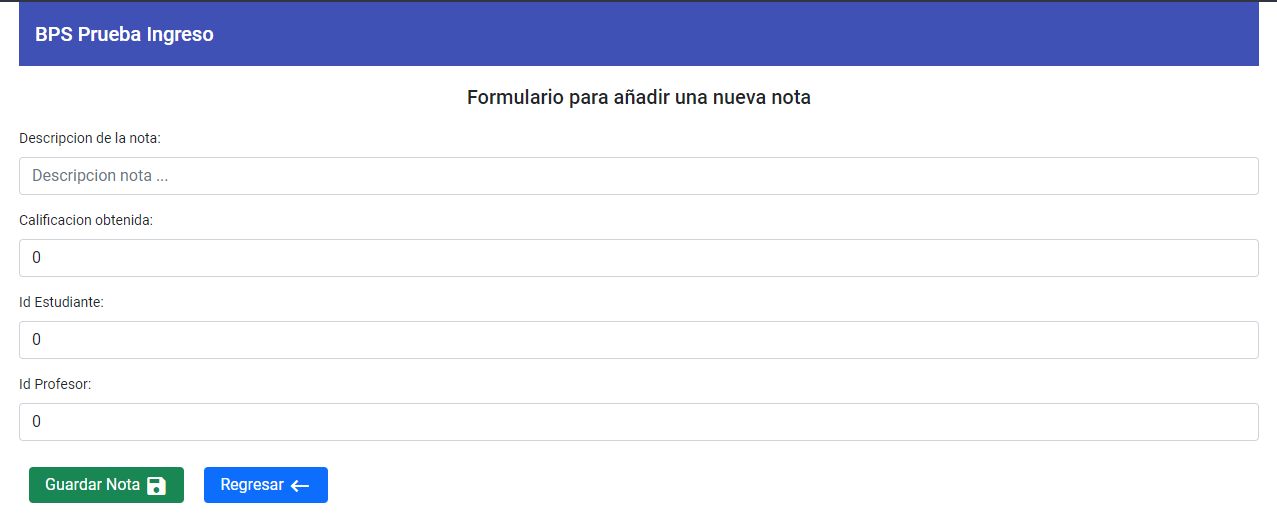 BPS Prueba Ingreso
Formulario para añadir una nueva nota
Descripcion de la nota:
Descripcion nota ...
Calificacion obtenida:
0
Id Estudiante:
0
Id Profesor:
0
Guardar Nota
Regresar